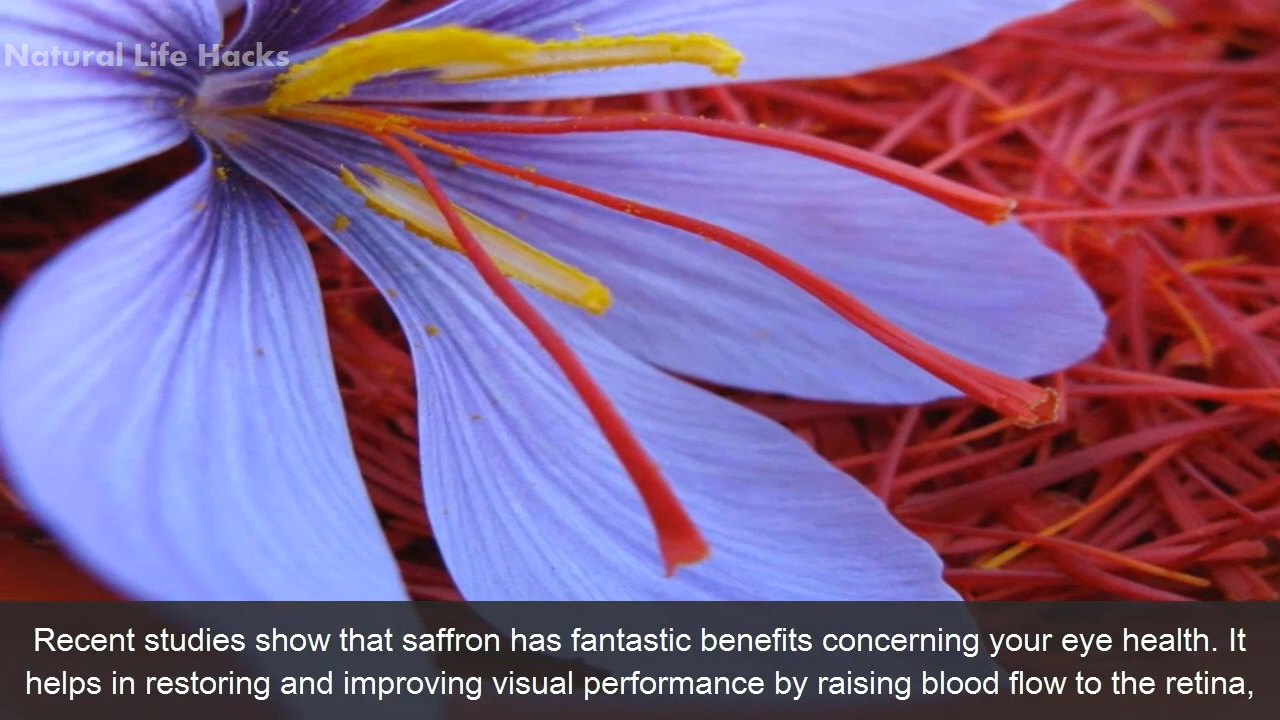 Natural Life Hacks
Recent studies show that saffron has fantastic benefits concerning your eye health. It
helps in restoring and improving visual performance by raising blood flow to the retina,